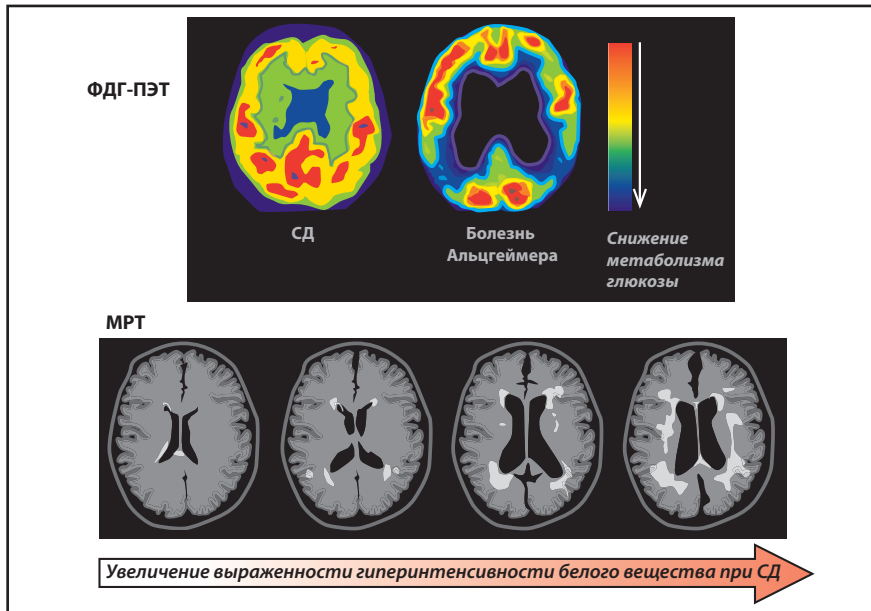 ФДГ-ПЭТ
СД
Болезнь
Альцгеймера
Снижение
метаболизма
глюкозы
МРТ
Увеличение выраженности гиперинтенсивности белого вещества при СД